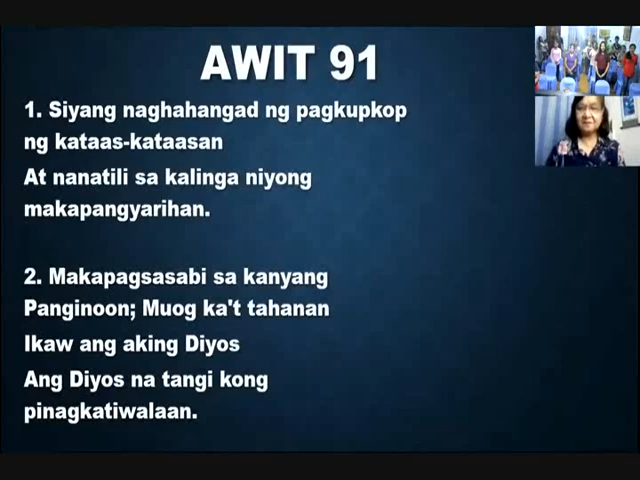 AWIT 91
1. Siyang naghahangad ng pagkupkop
ng kataas-kataasan
At nanatili sa kalinga niyong
makapangyarihan.
2. Makapagsasabi sa kanyang
Panginoon; Muog ka't tahanan
Ikaw ang aking Diyos
Ang Diyos na tangi kong
pinagkatiwalaan.